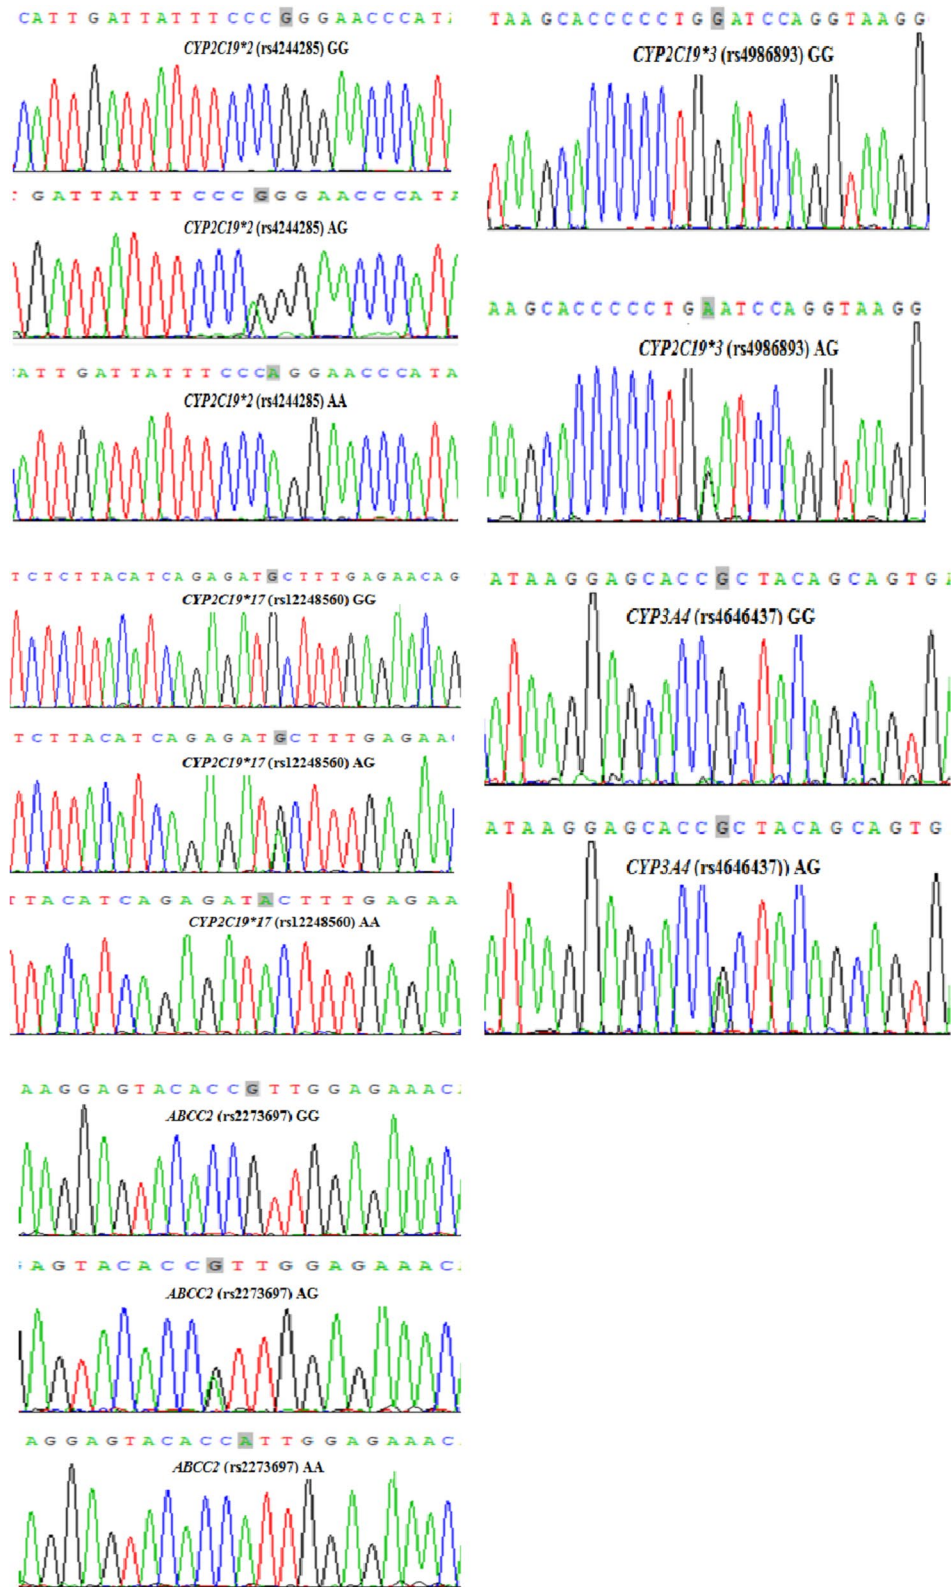 CATTGATTATTTCCCGGGAACCCAT
CYP2C19*2 (rs4244285) GG
GATTATTTCCCGGGAACCCAT
CYP2C19*2 (rs4244285) AG
ATTGATTATTTCCCAGGAACCCATA
CYP2C19*2 (rs4244285) AA
TCTCTTACATCAGAGATGCTTTGAGAACAG
CYP2C19*17 (rs12248560) GG
TCTTACATCAGAGATGCTTTGAGAA
CYP2C19*17 (rs12248560) AG
TTACATCAGAGATACTTTGAGAA
CYP2C19*17 (rs12248560) AA
AAGGAGTACACCGTTGGAGAAAC
ABCC2 (rs2273697) GG
AGTACACCGTTGGAGAAAC
ABCC2 (rs2273697) AG
AGGAGTACACCATTGGAGAAAC
ABCC2 (rs2273697) AA
TAAGCACCCCCTGGATCCAGGTAAGG
CYP2C19*3 (rs4986893) GG
AAGCACCCCCTGAATCCAGGTAAGG
CYP2C19*3 (rs4986893) AG
ATAAGGAGCACCGCTACAGCAGTG
CYP3A4 (rs4646437) GG
ATAAGGAGCACCGCTACAGCAGTG
CYP3A4 (rs4646437)) AG